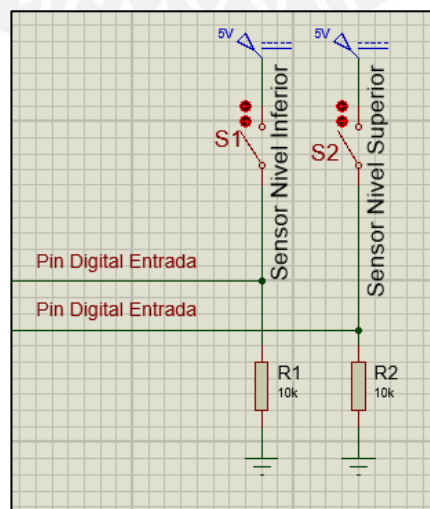 5V
5V
S1
Sensor Nivel Inferior
S2
Sensor Nivel Superior
Pin Digital Entrada
Pin Digital Entrada
R1
10k
R2
10k